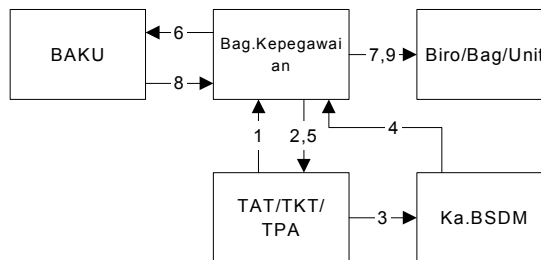 BAKU
6
8
Bag.Kepegawai
an
7,9
Biro/Bag/Unit
1
2,5
4
TAT/TKT/
TPA
3
Ka.BSDM